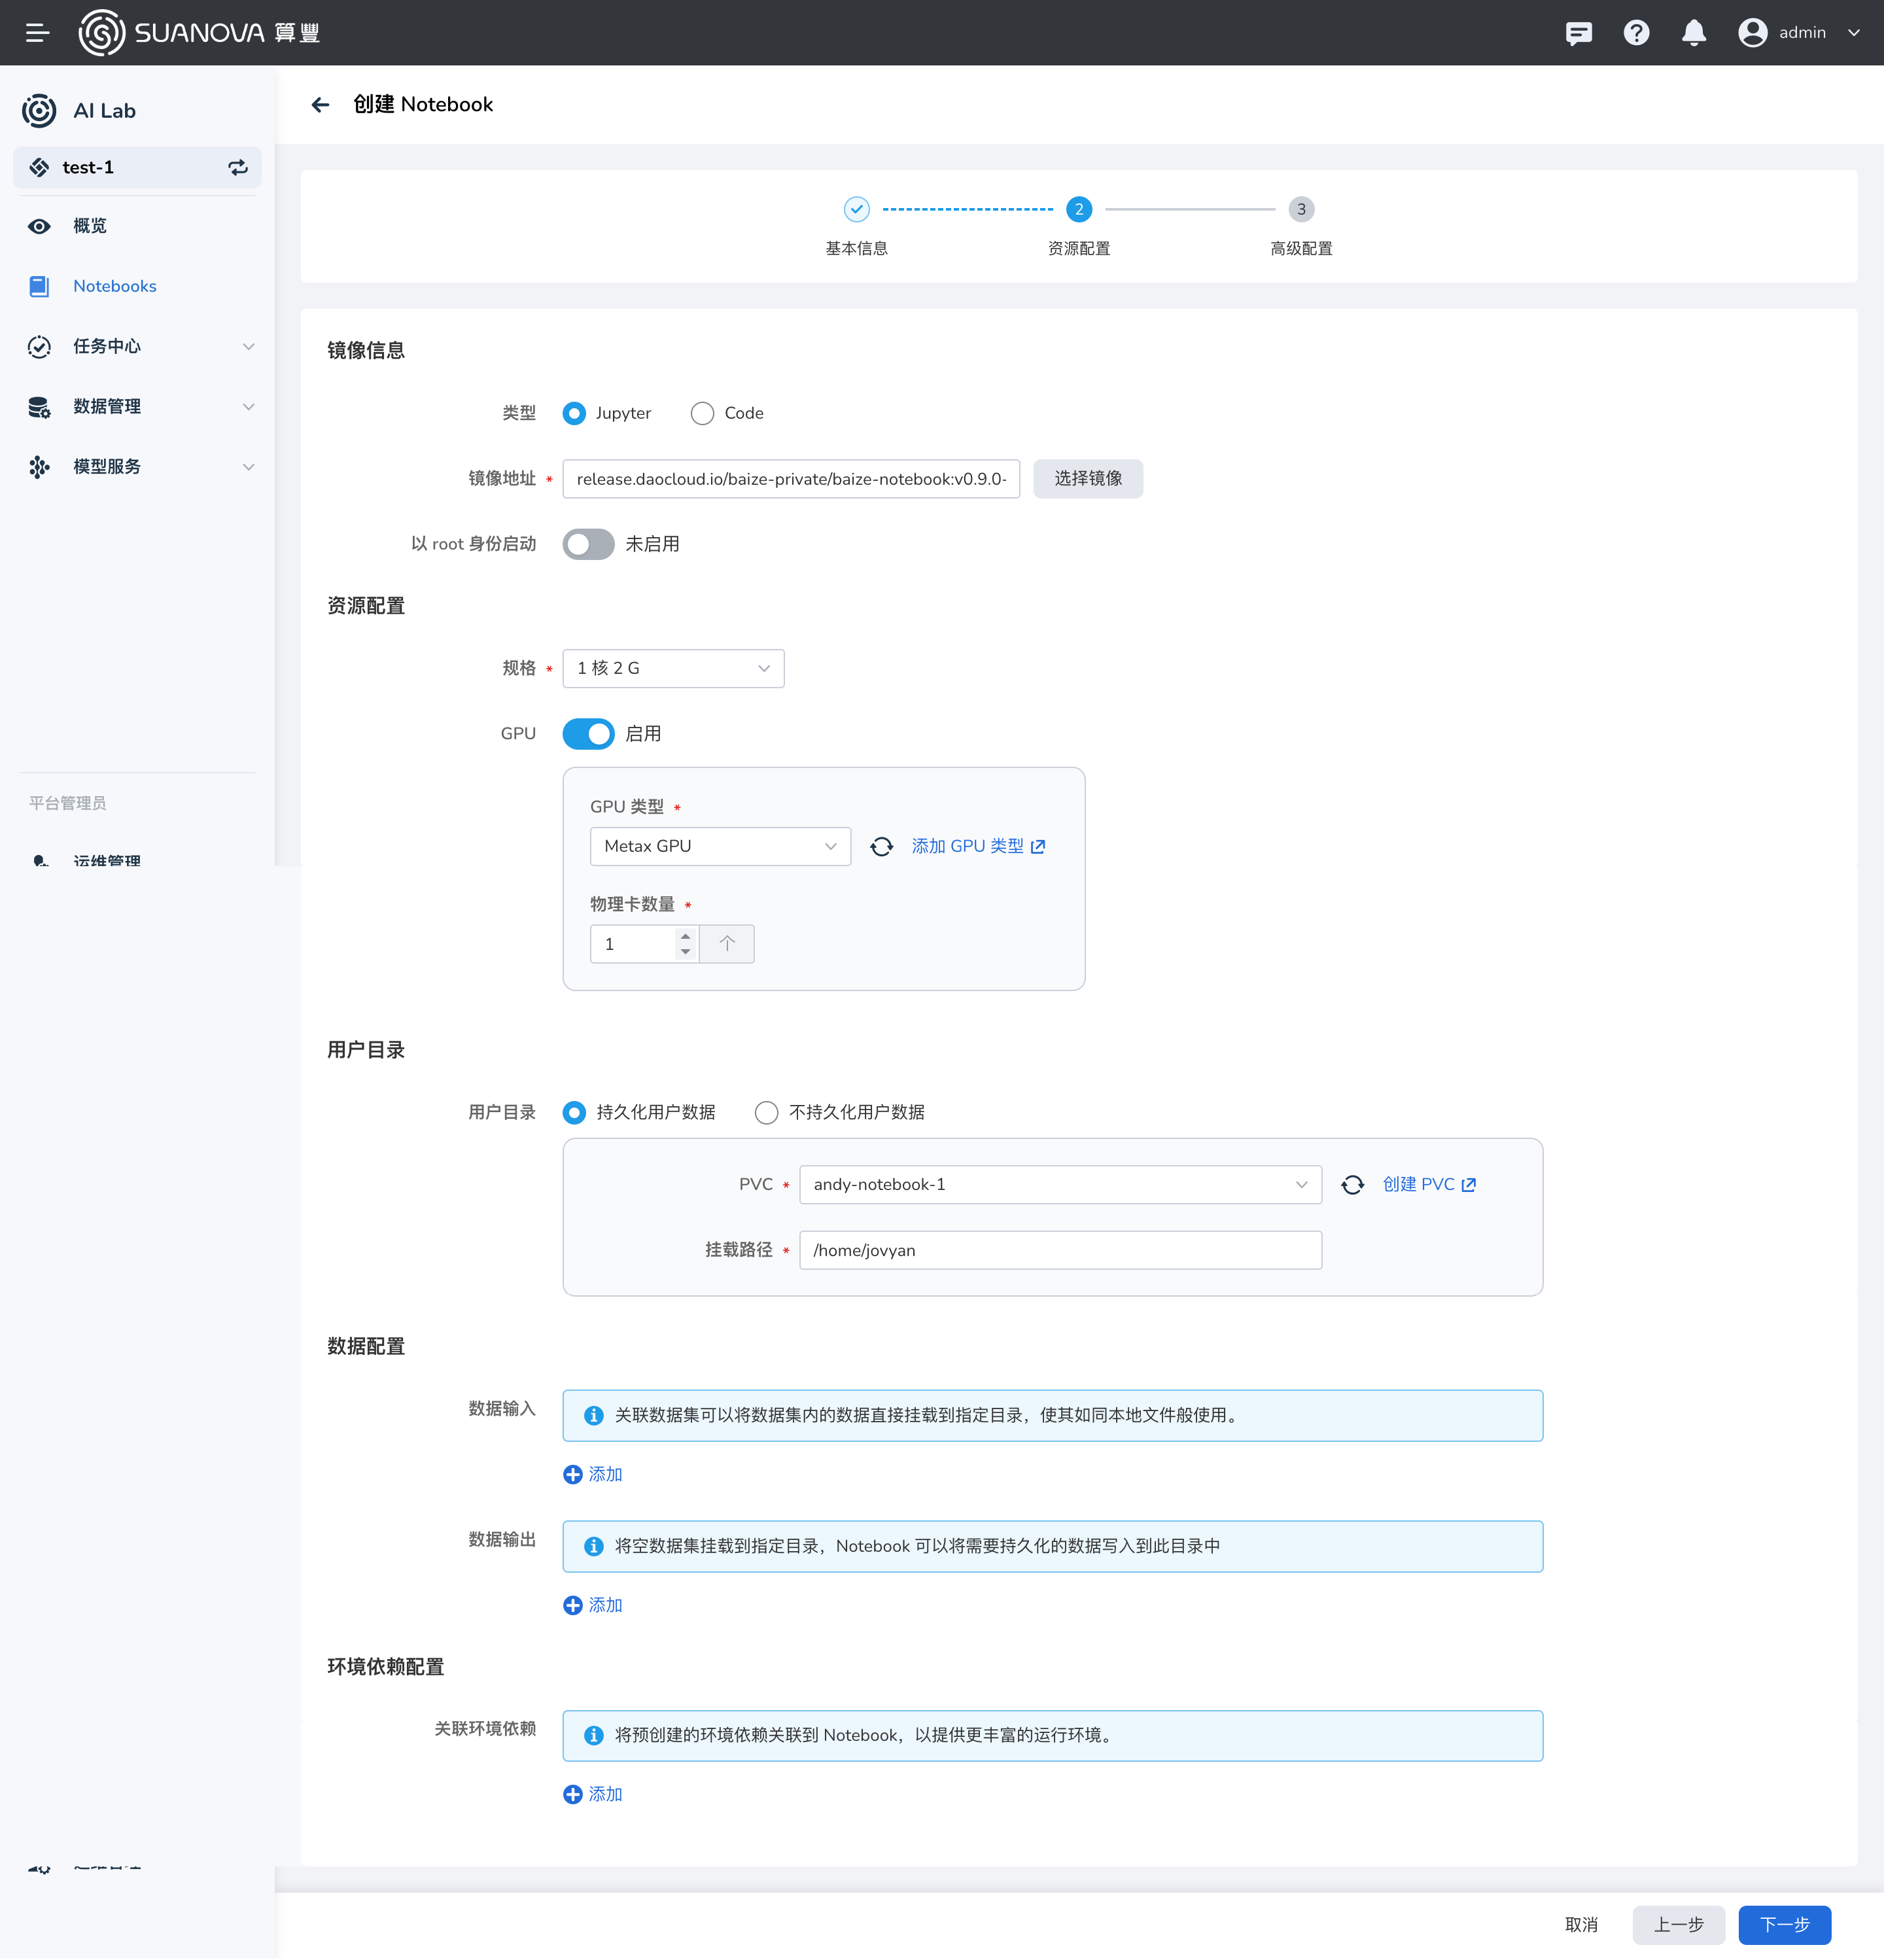 SUANOVA 算豐
admin
AI Lab
test-1
概览
Notebooks
任务中心
数据管理
模型服务
平台管理员
运维管理
创建 Notebook
2
3
基本信息
资源配置
高级配置
镜像信息
类型
Jupyter
Code
镜像地址 *
release.daocloud.io/baize-private/baize-notebook:v0.9.0-
选择镜像
以 root 身份启动
未启用
资源配置
规格 *
1 核 2 G
GPU
启用
GPU 类型 *
Metax GPU
添加 GPU 类型
物理卡数量 *
1
个
用户目录
用户目录
持久化用户数据
不持久化用户数据
PVC *
andy-notebook-1
创建 PVC
挂载路径 *
/home/jovyan
数据配置
数据输入
关联数据集可以将数据集内的数据直接挂载到指定目录，使其如同本地文件般使用。
添加
数据输出
将空数据集挂载到指定目录，Notebook 可以将需要持久化的数据写入到此目录中
添加
环境依赖配置
关联环境依赖
将预创建的环境依赖关联到 Notebook，以提供更丰富的运行环境。
添加
取消
上一步
下一步